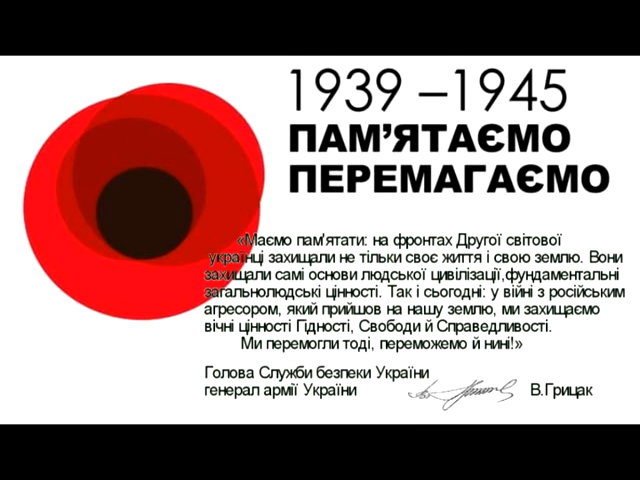 1939 –1945
ПАМ’ЯТАЄМО
ПЕРЕМАГАЄМО
«Маємо пам'ятати: на фронтах Другої світової
українці захищали не тільки своє життя і свою землю. Вони
захищали самі основи людської цивілізації,фундаментальні
загальнолюдські цінності. Так і сьогодні: у війні з російським
агресором, який прийшов на нашу землю, ми захищаємо
вічні цінності Гідності, Свободи й Справедливості.
Ми перемогли тоді, переможемо й нині!»
Голова Служби безпеки України
генерал армії України В.Грицак